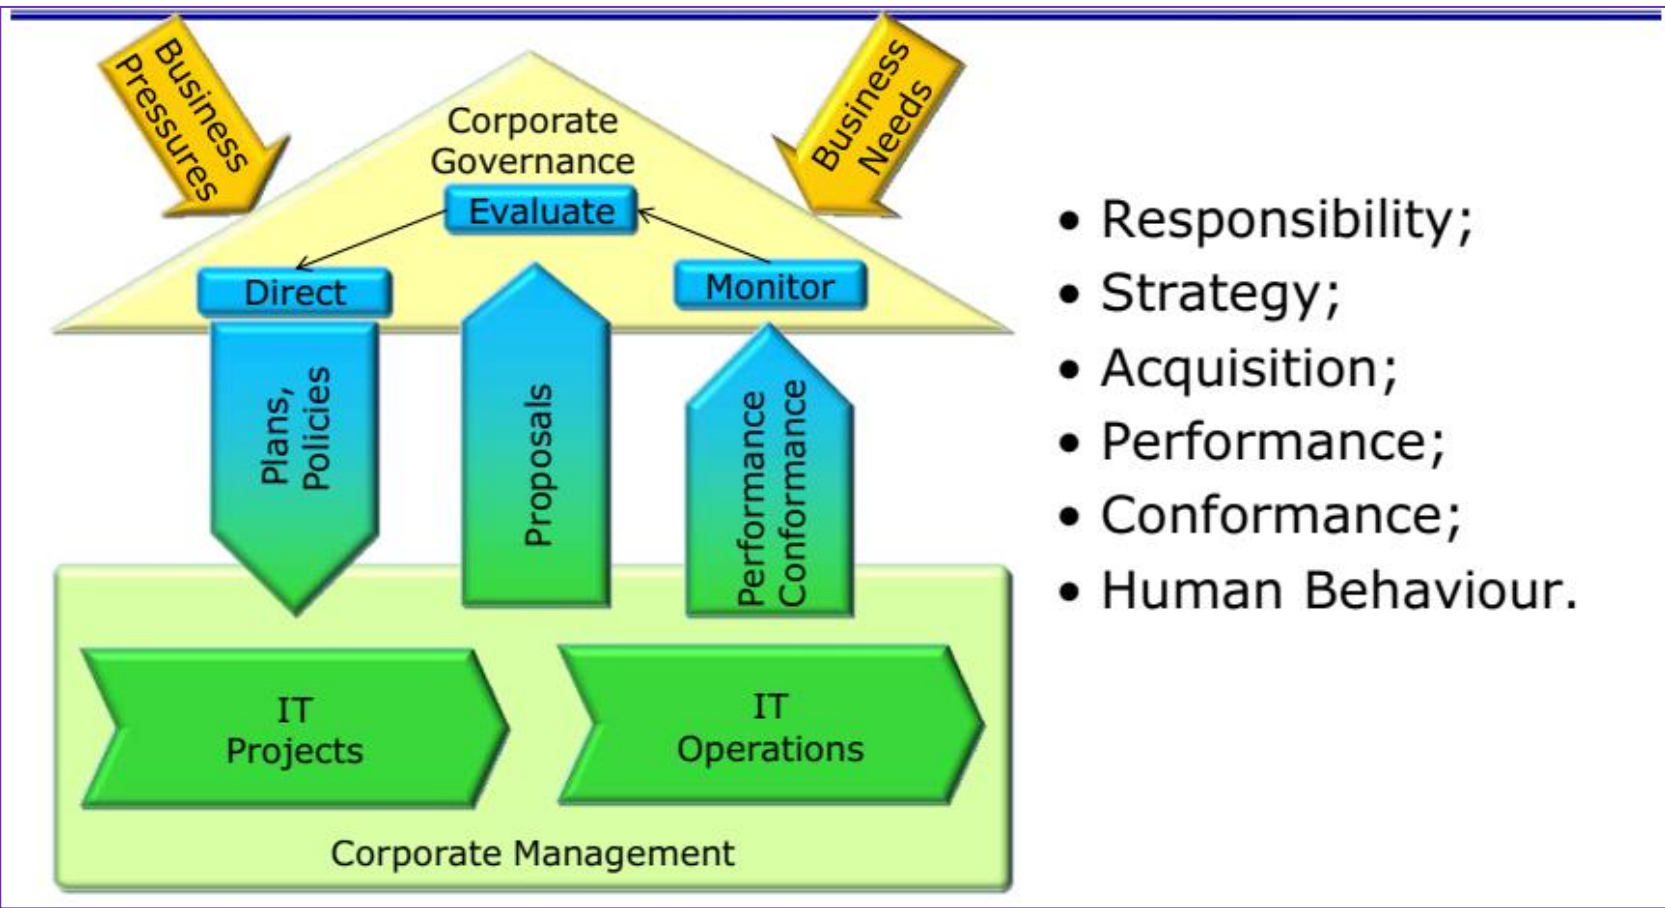 Business
Pressures
Business
Needs
Corporate
Governance
Evaluate
Direct
Monitor
Plans,
Policies
Proposals
Performance
Conformance
IT
Projects
IT
Operations
Corporate Management
• Responsibility;
• Strategy;
• Acquisition;
• Performance;
• Conformance;
• Human Behaviour.